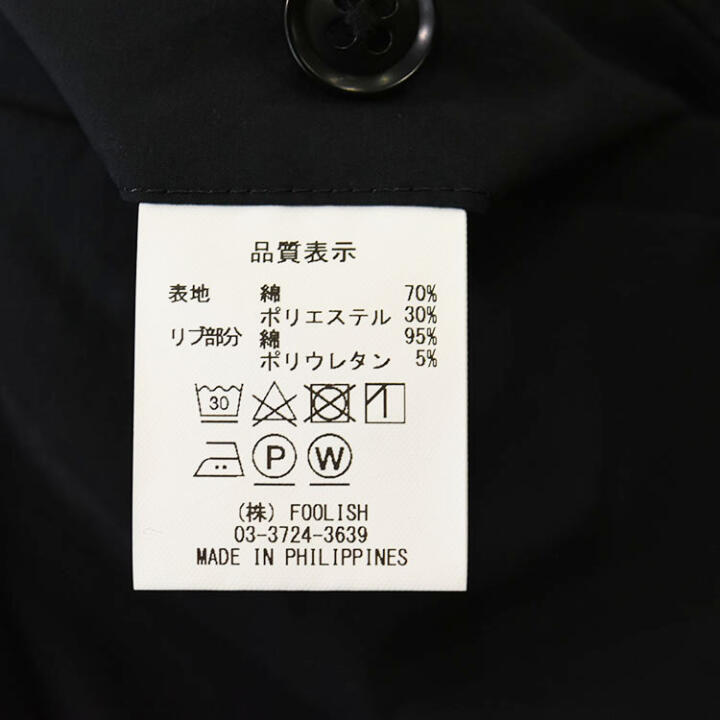 品質表示
表地 綿 70%
ポリエステル 30%
リブ部分 綿 95%
ポリウレタン 5%
30
P W
(株) FOOLISH
03-3724-3639
MADE IN PHILIPPINES